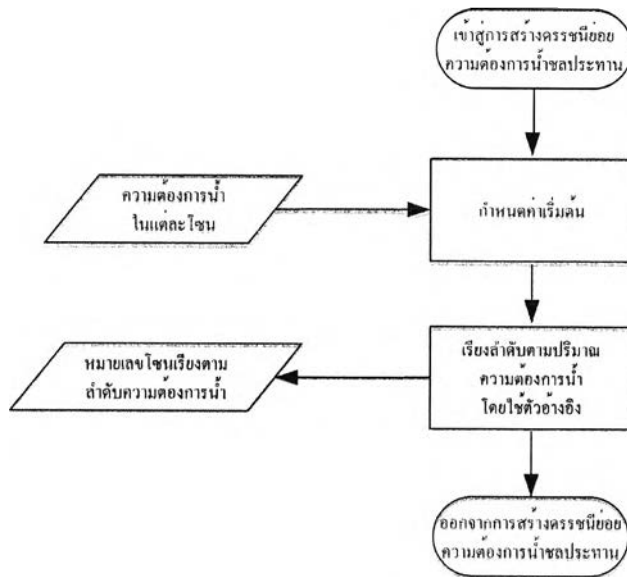 เข้าสู่การสร้างดรรชนีย่อย
ความต้องการน้ำชลประทาน
ความต้องการน้ำ
ในแต่ละโซน
กำหนดค่าเริ่มต้น
หมายเลขโซนเรียงตาม
ลำดับความต้องการน้ำ
เรียงลำดับตามปริมาณ
ความต้องการน้ำ
โดยใช้ตัวอ้างอิง
ออกจากการสร้างดรรชนีย่อย
ความต้องการน้ำชลประทาน